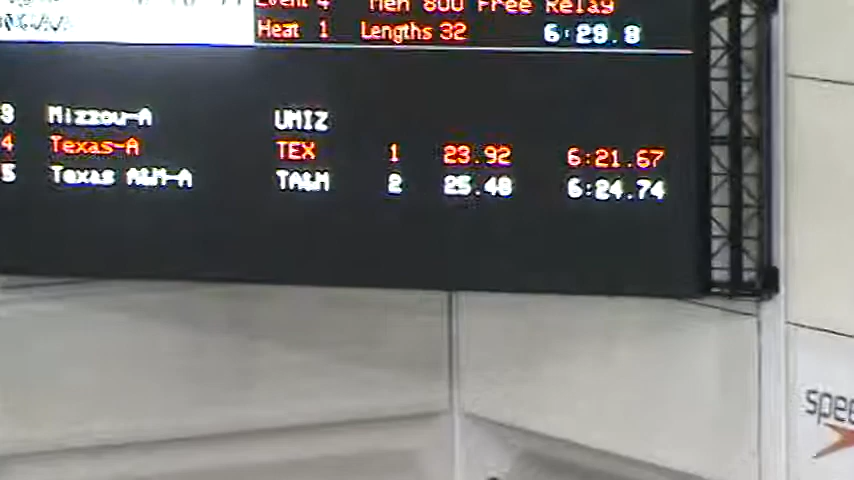 Event 4 Men 800 Free Relay
Heat 1 Lengths 32 6:29.8
3 Mizzou-A UMIZ
4 Texas-A TEX 1 23.92 6:21.67
5 Texas A&M-A TA&M 2 25.48 6:24.74
spee